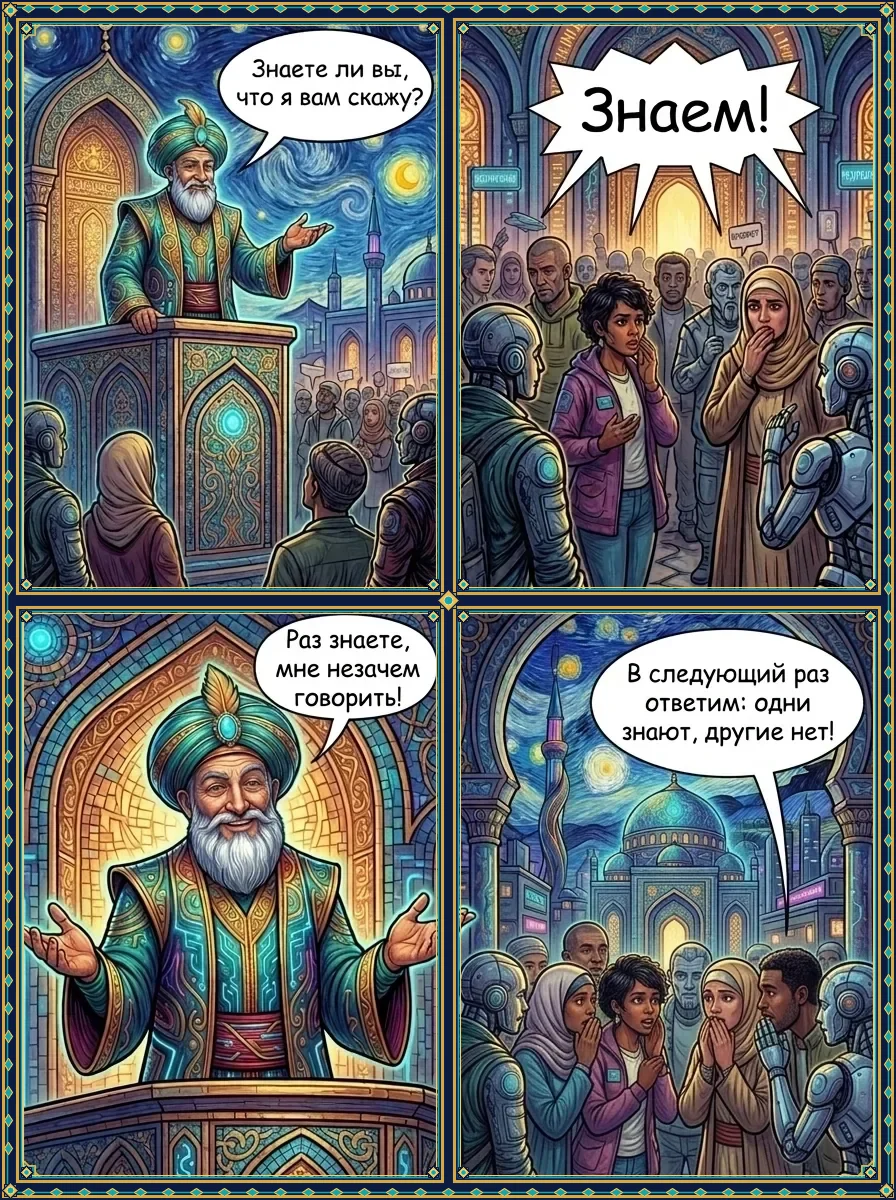 Знаете ли вы,
что я вам скажу?
Знаем!
Раз знаете,
мне незачем
говорить!
В следующий раз
ответим: одни
знают, другие нет!